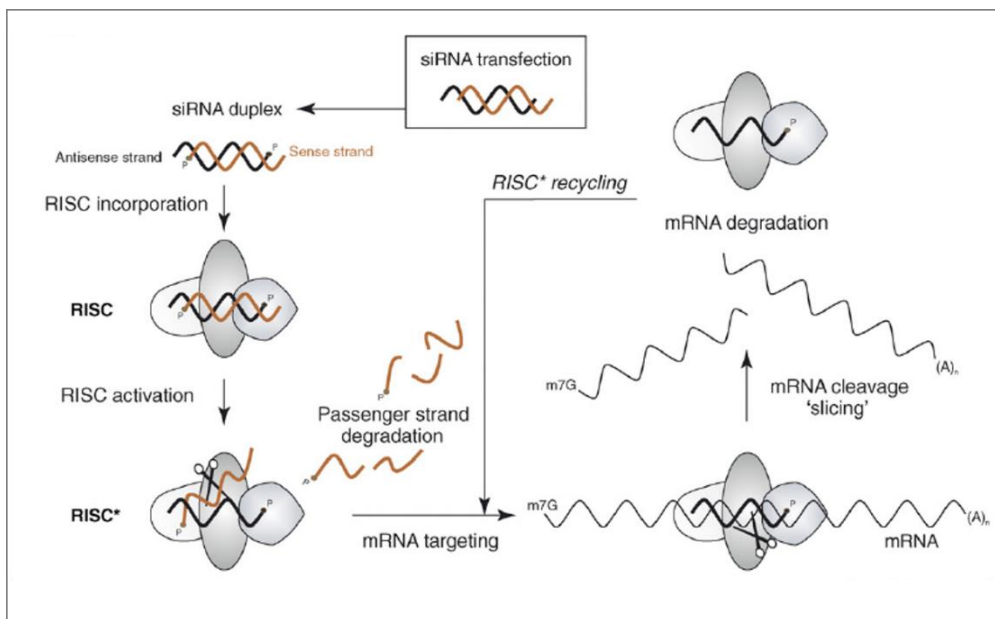 siRNA transfection
siRNA duplex
Antisense strand
P
P
Sense strand
RISC incorporation
RISC
P
P
RISC activation
RISC*
P
P
Passenger strand
degradation
P
P
mRNA targeting
RISC* recycling
P
mRNA degradation
m7G
(A)n
mRNA cleavage
'slicing'
m7G
P
(A)n
mRNA